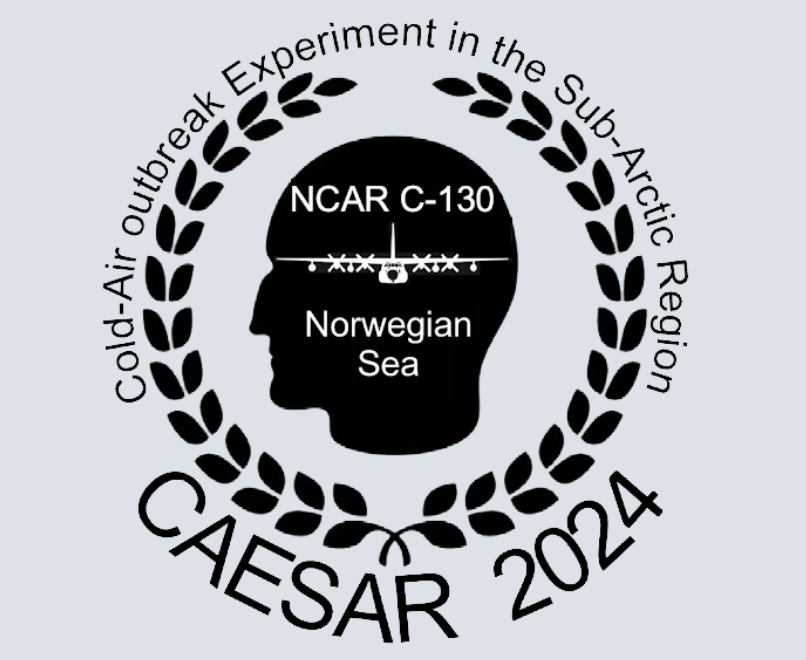 Cold-Air outbreak Experiment in the Sub-Arctic Region
NCAR C-130
Norwegian
Sea
CAESAR 2024